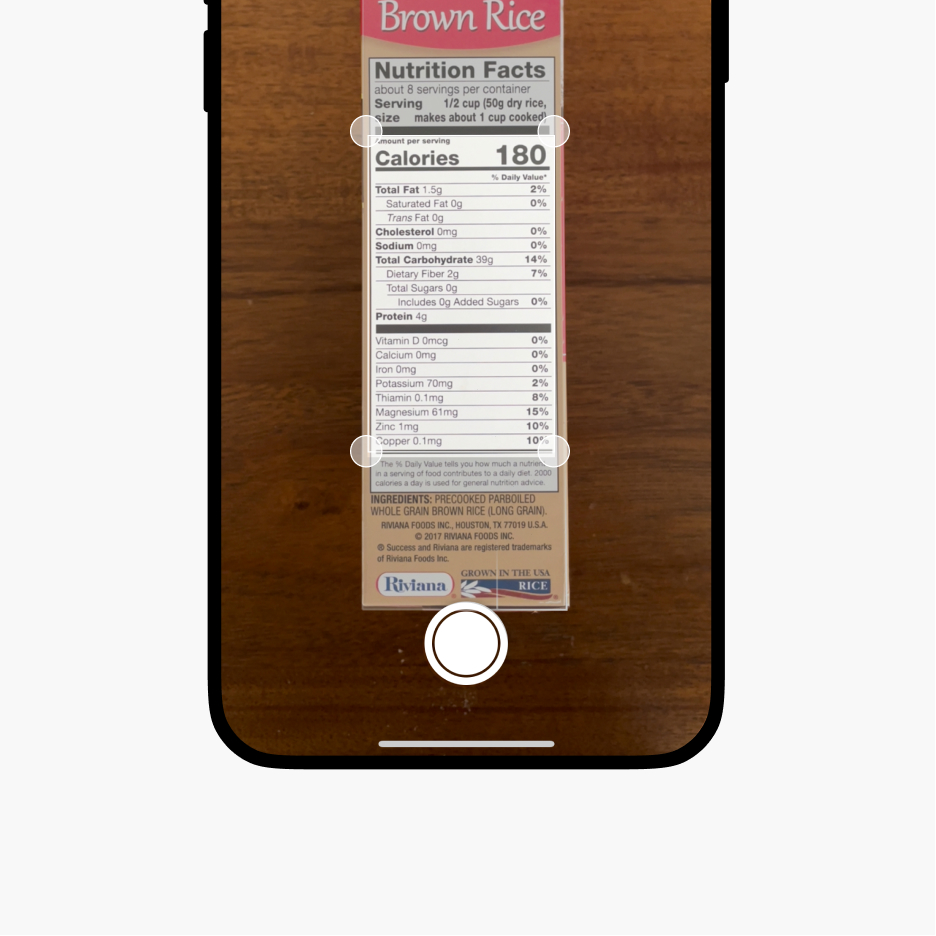 Brown Rice
Nutrition Facts
about 8 servings per container
Serving 1/2 cup (50g dry rice,
size makes about 1 cup cooked)
Amount per serving
Calories 180
% Daily Value*
Total Fat 1.5g 2%
Saturated Fat 0g 0%
Trans Fat 0g
Cholesterol 0mg 0%
Sodium 0mg 0%
Total Carbohydrate 39g 14%
Dietary Fiber 2g 7%
Total Sugars 0g
Includes 0g Added Sugars 0%
Protein 4g
Vitamin D 0mcg 0%
Calcium 0mg 0%
Iron 0mg 0%
Potassium 70mg 2%
Thiamin 0.1mg 8%
Magnesium 61mg 15%
Zinc 1mg 10%
Copper 0.1mg 10%
* The % Daily Value tells you how much a nutrient
in a serving of food contributes to a daily diet. 2000
calories a day is used for general nutrition advice.
INGREDIENTS: PRECOOKED PARBOILED
WHOLE GRAIN BROWN RICE (LONG GRAIN).
RIVIANA FOODS INC., HOUSTON, TX 77019 U.S.A.
© 2017 RIVIANA FOODS INC.
® Success and Riviana are registered trademarks
of Riviana Foods Inc.
Riviana ®
GROWN IN THE USA
RICE ®